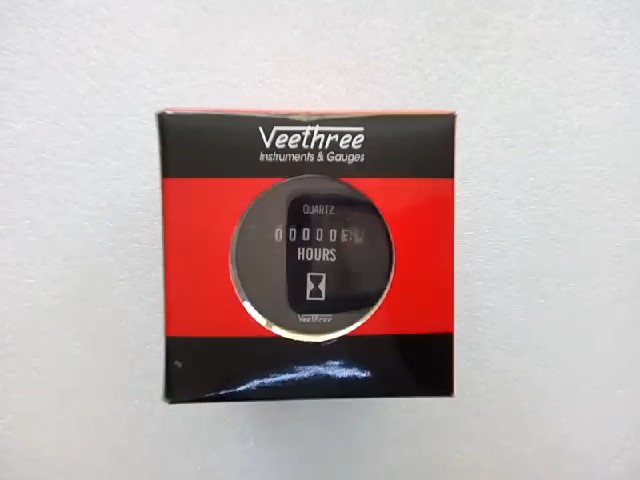 Veethree
Instruments & Gauges
QUARTZ
HOURS
Veethree